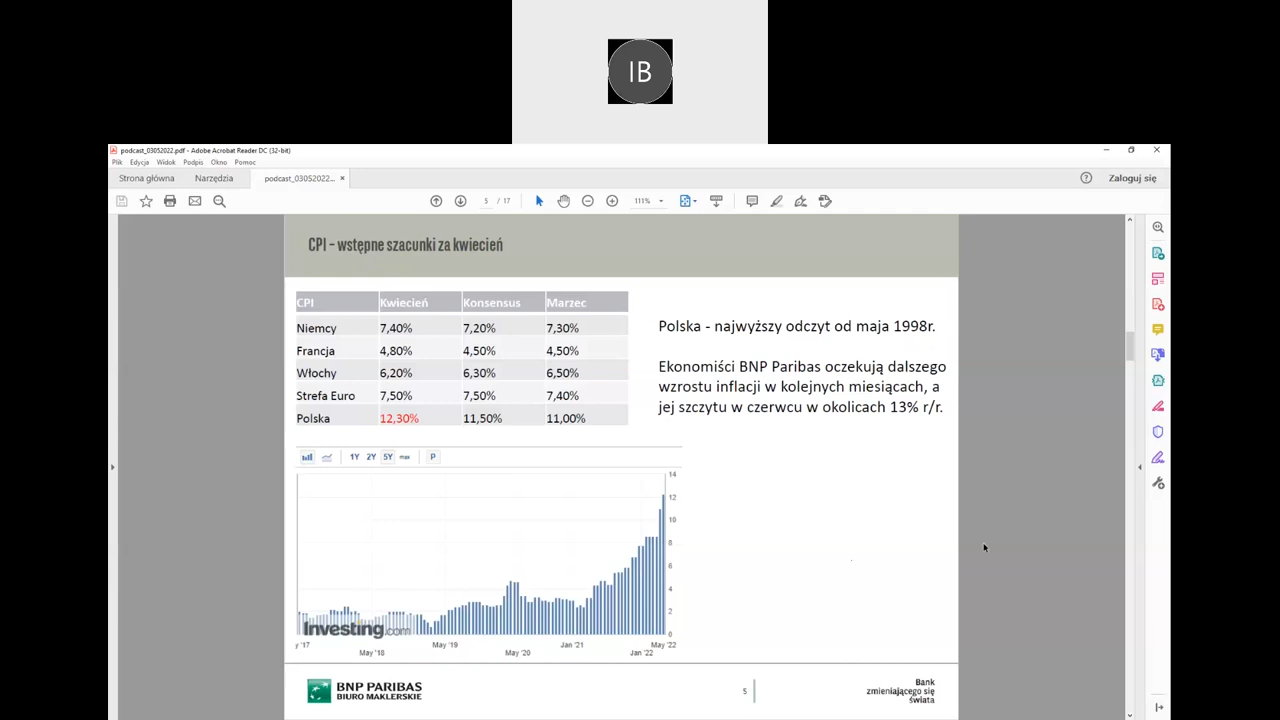 IB
podcast_03052022.pdf - Adobe Acrobat Reader DC (32-bit)
Plik Edycja Widok Podpis Okno Pomoc
Strona główna Narzędzia podcast_03052022... × Zaloguj się
5 / 17 111%
CPI – wstępne szacunki za kwiecień
CPI Kwiecień Konsensus Marzec
Niemcy 7,40% 7,20% 7,30%
Francja 4,80% 4,50% 4,50%
Włochy 6,20% 6,30% 6,50%
Strefa Euro 7,50% 7,50% 7,40%
Polska 12,30% 11,50% 11,00%
Polska - najwyższy odczyt od maja 1998r.
Ekonomiści BNP Paribas oczekują dalszego
wzrostu inflacji w kolejnych miesiącach, a
jej szczytu w czerwcu w okolicach 13% r/r.
1Y 2Y 5Y max P
14
12
10
8
6
4
2
0
Investing.com
y '17 May '18 May '19 May '20 Jan '21 Jan '22 May '22
BNP PARIBAS
BIURO MAKLERSKIE
5
Bank
zmieniającego się
świata